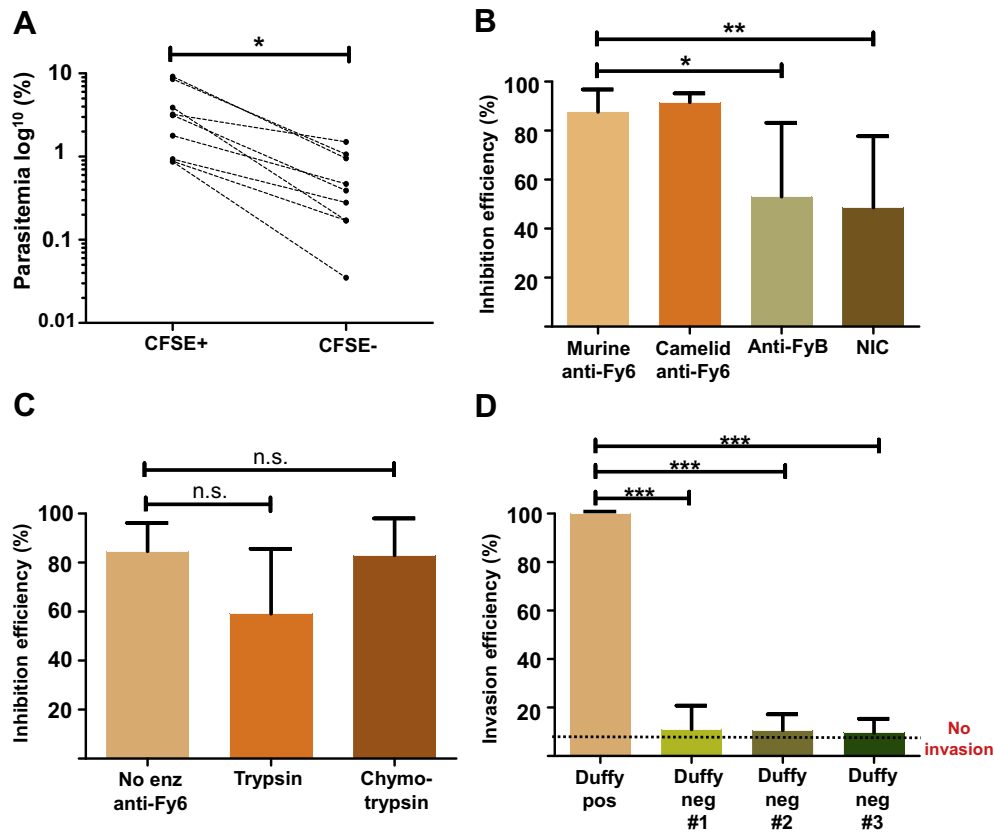 A
*
Parasitemia log¹⁰ (%)
10
1
0.1
0.01
CFSE+
CFSE-
B
**
*
Inhibition efficiency (%)
100
80
60
40
20
Murine
anti-Fy6
Camelid
anti-Fy6
Anti-FyB
NIC
C
n.s.
n.s.
Inhibition efficiency (%)
100
80
60
40
20
No enz
anti-Fy6
Trypsin
Chymo-
trypsin
D
***
***
***
Invasion efficiency (%)
100
80
60
40
20
No
invasion
Duffy
pos
Duffy
neg
#1
Duffy
neg
#2
Duffy
neg
#3